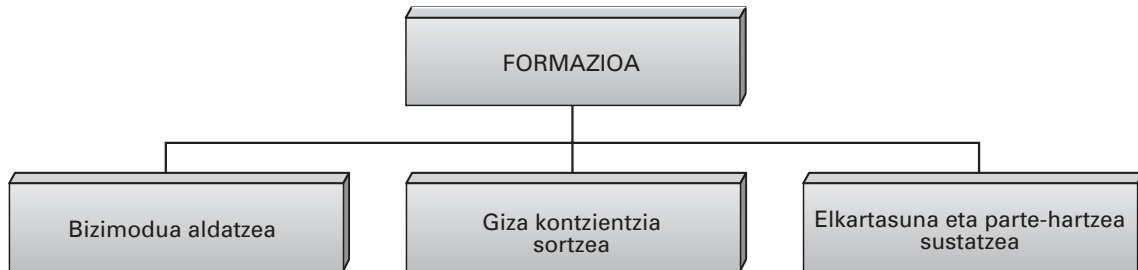 FORMAZIOA
Bizimodua aldatzea
Giza kontzientzia
sortzea
Elkartasuna eta parte-hartzea
sustatzea